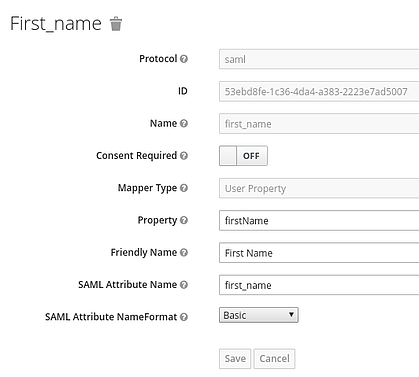 First_name
Protocol saml
ID 53ebd8fe-1c36-4da4-a383-2223e7ad5007
Name first_name
Consent Required OFF
Mapper Type User Property
Property firstName
Friendly Name First Name
SAML Attribute Name first_name
SAML Attribute NameFormat Basic
Save Cancel